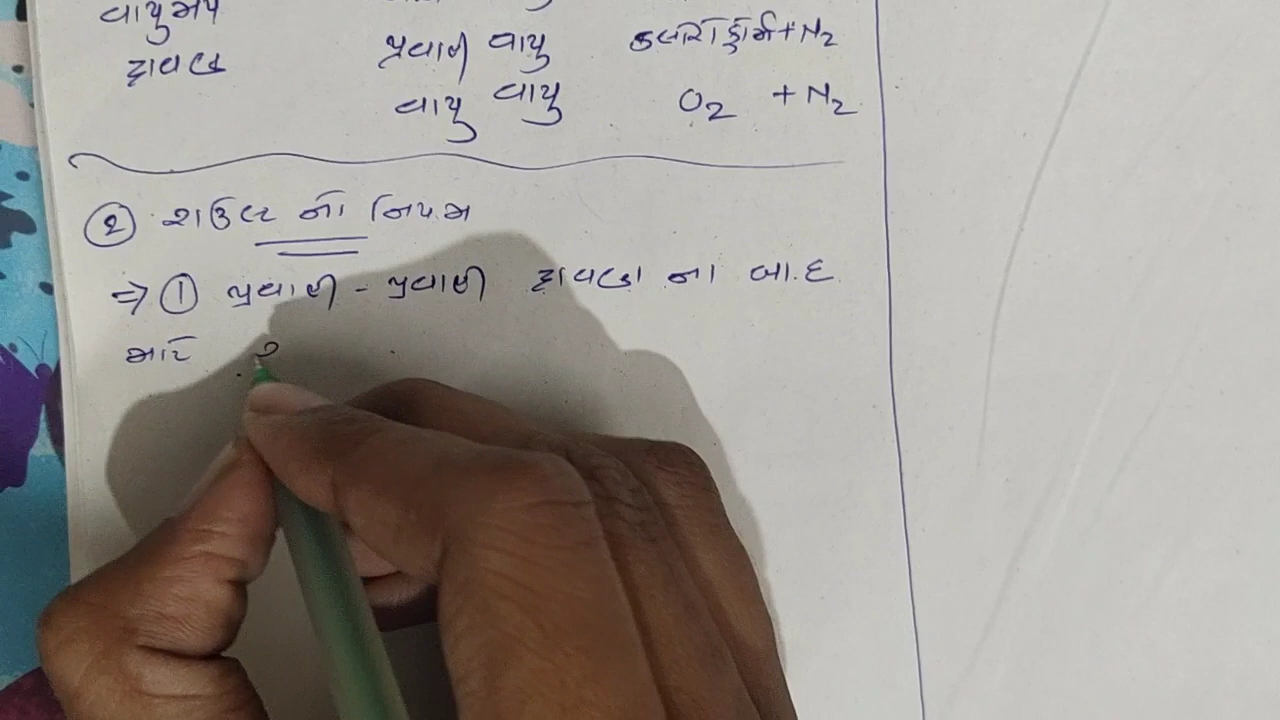 વાયુમય
દ્રાવણ પ્રવાહી વાયુ ક્લોરોફોર્મ + N2
વાયુ વાયુ O2 + N2
② રાઉલ્ટ નો નિયમ
⇒ ① પ્રવાહી - પ્રવાહી દ્રાવણ ના બા.દ
માટે